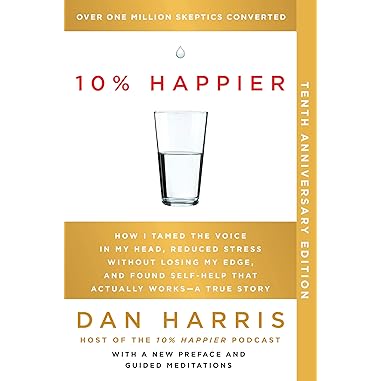 OVER ONE MILLION SKEPTICS CONVERTED
10% HAPPIER
TENTH ANNIVERSARY EDITION
HOW I TAMED THE VOICE
IN MY HEAD, REDUCED STRESS
WITHOUT LOSING MY EDGE,
AND FOUND SELF-HELP THAT
ACTUALLY WORKS—A TRUE STORY
DAN HARRIS
HOST OF THE 10% HAPPIER PODCAST
WITH A NEW PREFACE AND
GUIDED MEDITATIONS